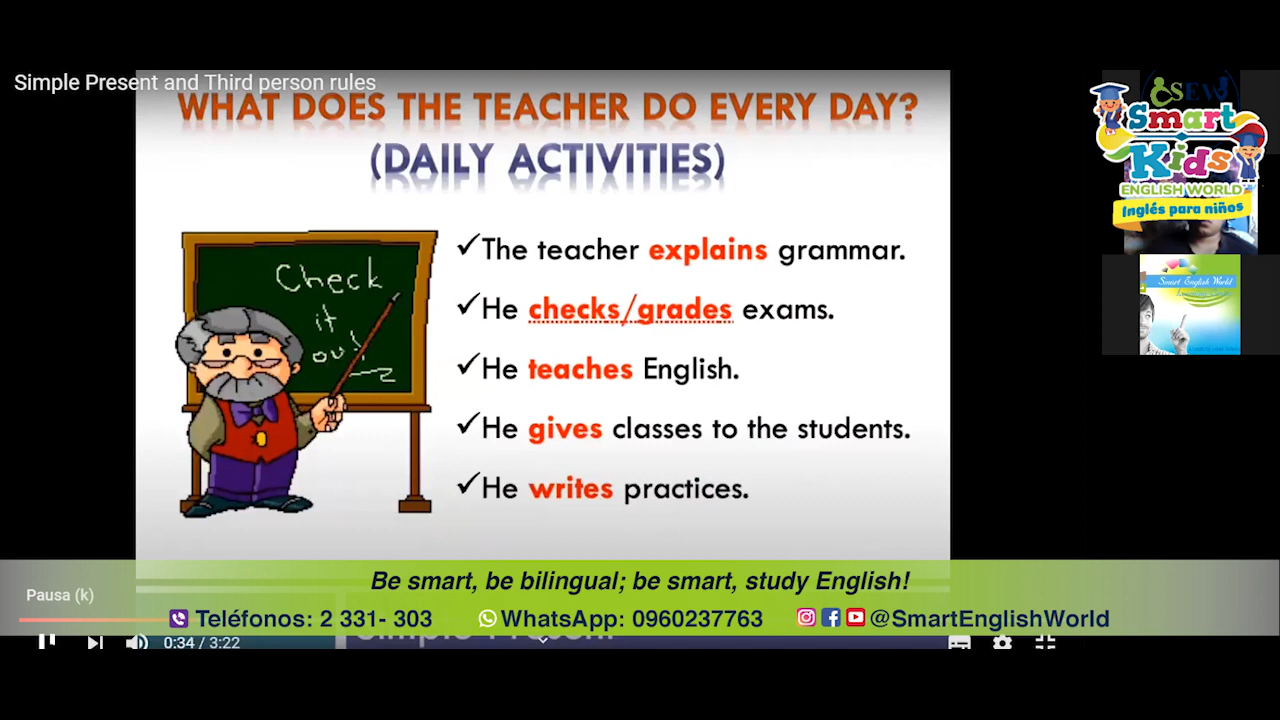 Simple Present and Third person rules
WHAT DOES THE TEACHER DO EVERY DAY?
(DAILY ACTIVITIES)
Check
it
out!
✓The teacher explains grammar.
✓He checks/grades exams.
✓He teaches English.
✓He gives classes to the students.
✓He writes practices.
SEW
Smart
Kids
ENGLISH WORLD
Inglés para niños
Smart English World
Be smart, be bilingual; be smart, study English!
Pausa (k)
Teléfonos: 2 331- 303 WhatsApp: 0960237763 @SmartEnglishWorld
Simple Present
0:34 / 3:22